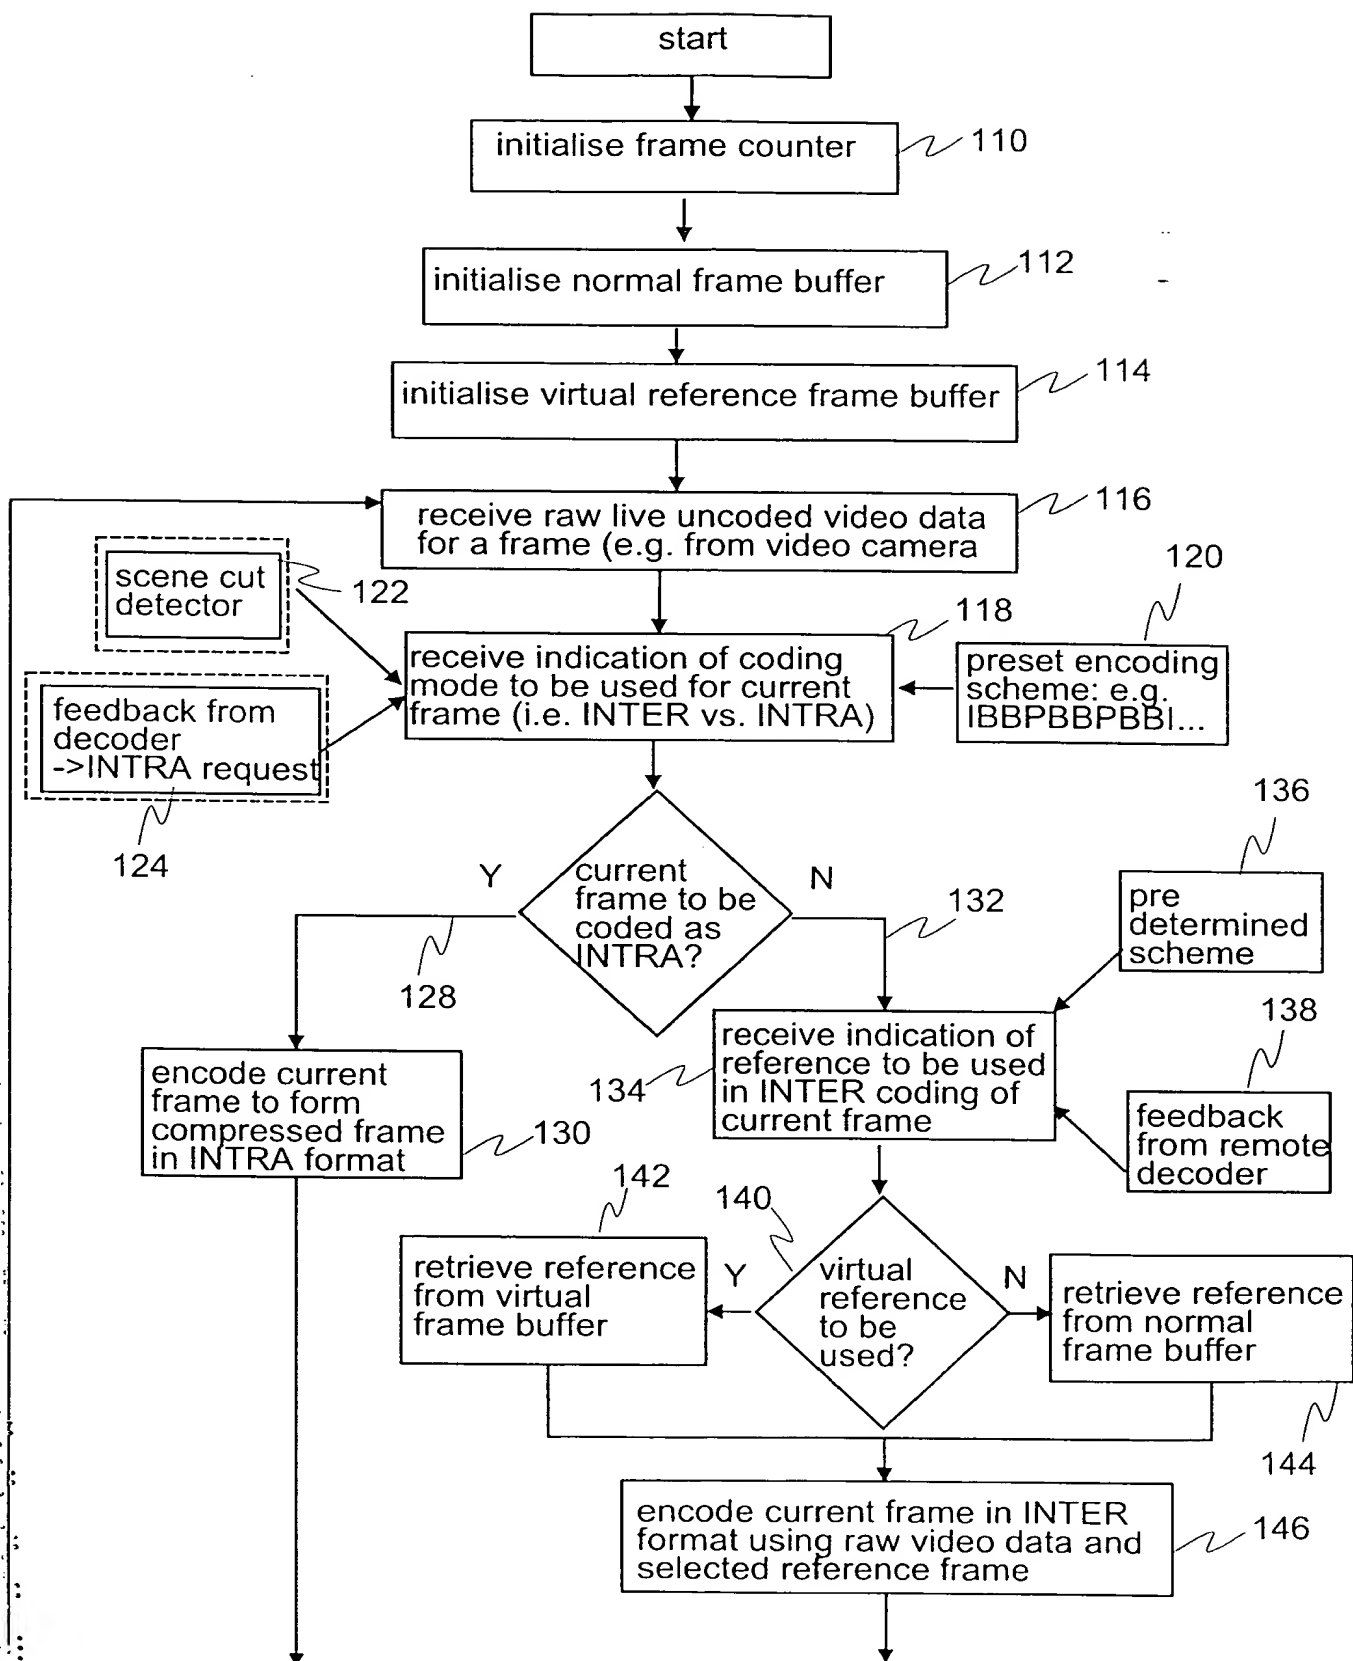 start
initialise frame counter
110
initialise normal frame buffer
112
initialise virtual reference frame buffer
114
receive raw live uncoded video data
for a frame (e.g. from video camera
116
scene cut
detector
122
120
118
receive indication of coding
mode to be used for current
frame (i.e. INTER vs. INTRA)
preset encoding
scheme: e.g.
IBBPBBPBBI...
feedback from
decoder
->INTRA request
124
136
Y
current
frame to be
coded as
INTRA?
N
132
pre
determined
scheme
128
138
receive indication of
reference to be used
in INTER coding of
current frame
134
encode current
frame to form
compressed frame
in INTRA format
130
feedback
from remote
decoder
142
140
retrieve reference
from virtual
frame buffer
Y
virtual
reference
to be
used?
N
retrieve reference
from normal
frame buffer
144
encode current frame in INTER
format using raw video data and
selected reference frame
146